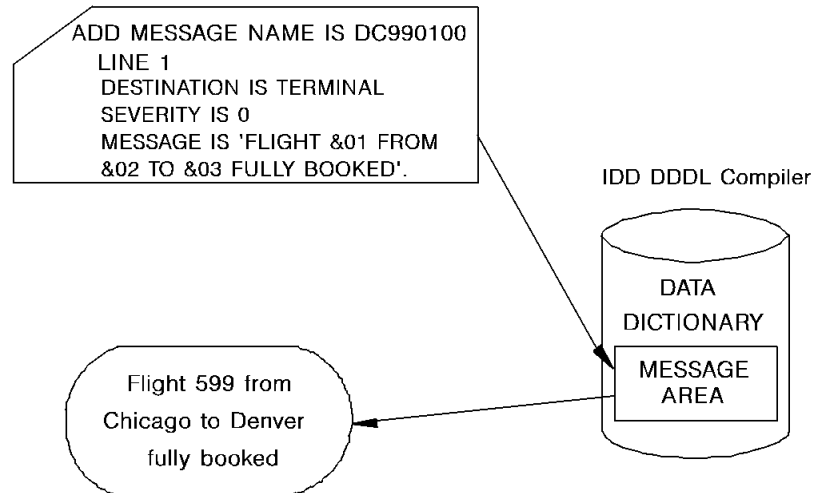 ADD MESSAGE NAME IS DC990100
LINE 1
DESTINATION IS TERMINAL
SEVERITY IS 0
MESSAGE IS 'FLIGHT &01 FROM
&02 TO &03 FULLY BOOKED'.
IDD DDDL Compiler
DATA
DICTIONARY
MESSAGE
AREA
Flight 599 from
Chicago to Denver
fully booked